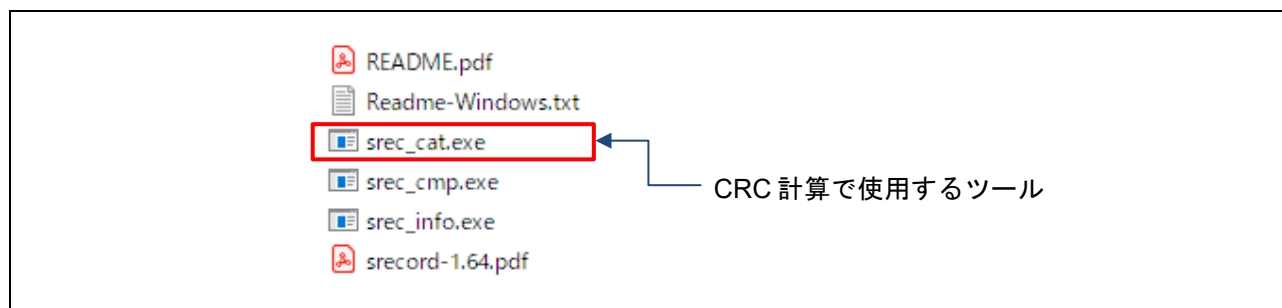 README.pdf
Readme-Windows.txt
srec_cat.exe
srec_cmp.exe
CRC 計算で使用するツール
srec_info.exe
srecord-1.64.pdf